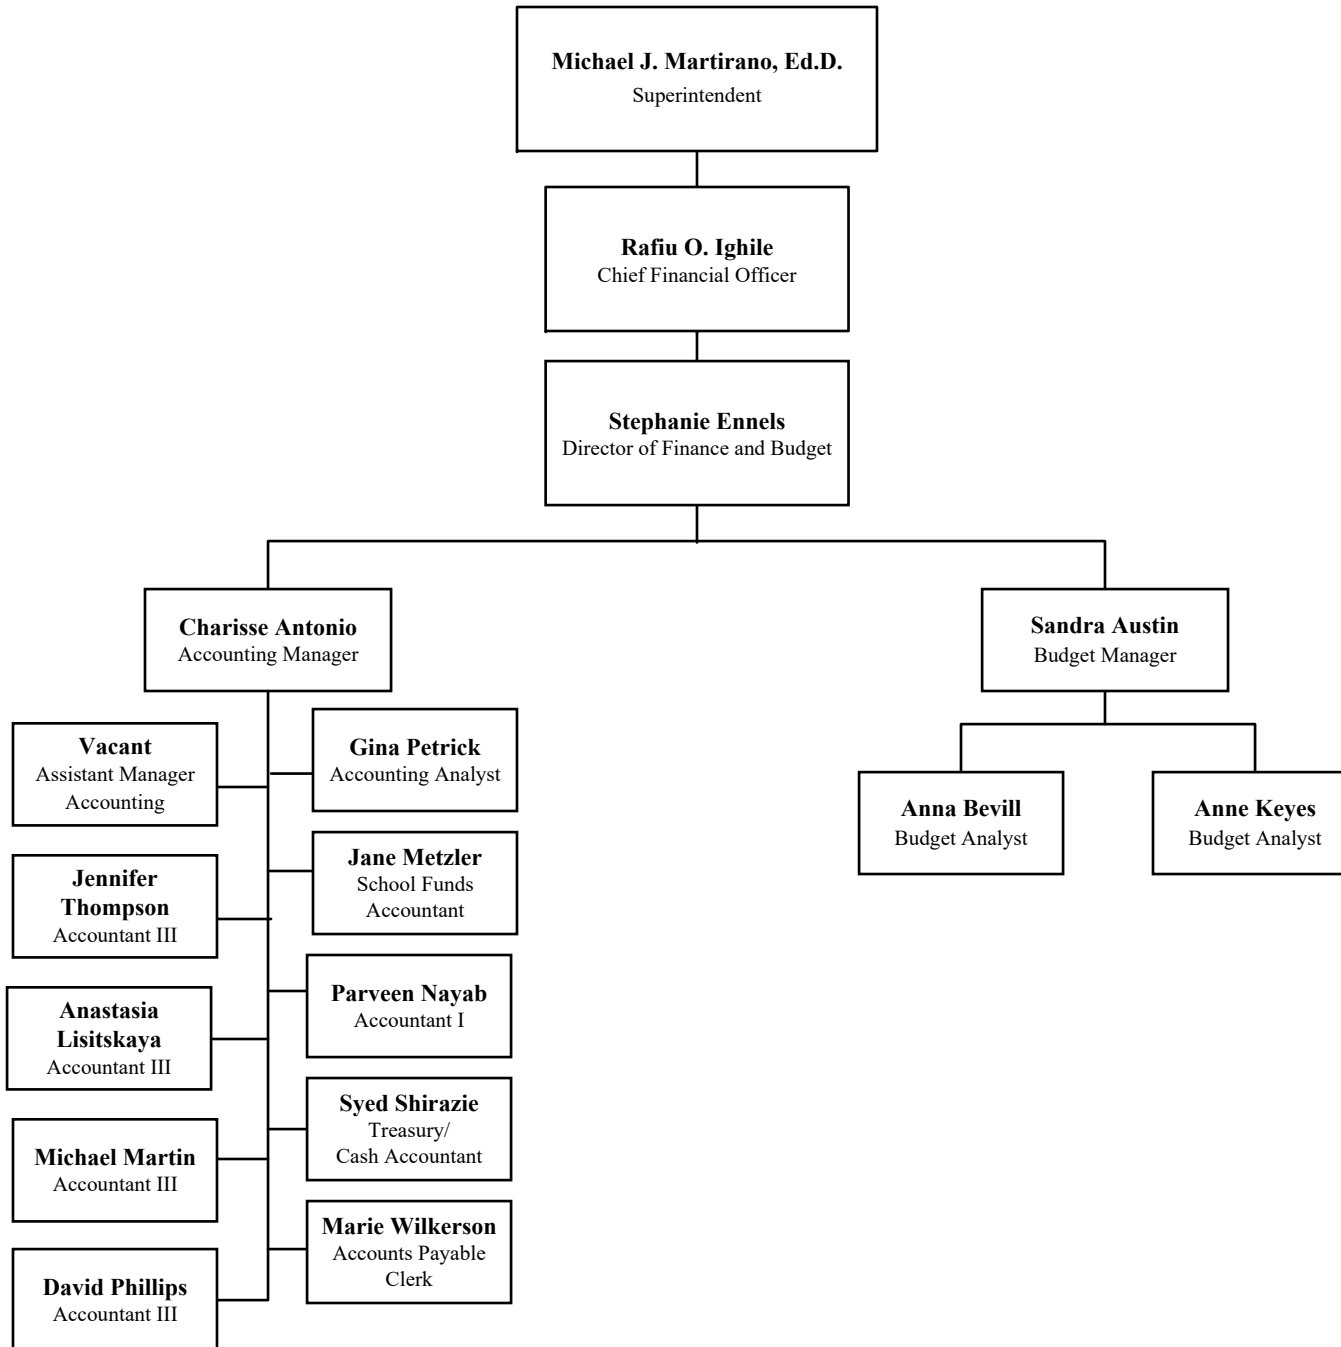 Michael J. Martirano, Ed.D.
Superintendent
Rafiu O. Ighile
Chief Financial Officer
Stephanie Ennels
Director of Finance and Budget
Charisse Antonio
Accounting Manager
Sandra Austin
Budget Manager
Vacant
Assistant Manager
Accounting
Jennifer
Thompson
Accountant III
Anastasia
Lisitskaya
Accountant III
Michael Martin
Accountant III
David Phillips
Accountant III
Gina Petrick
Accounting Analyst
Jane Metzler
School Funds
Accountant
Parveen Nayab
Accountant I
Syed Shirazie
Treasury/
Cash Accountant
Marie Wilkerson
Accounts Payable
Clerk
Anna Bevill
Budget Analyst
Anne Keyes
Budget Analyst